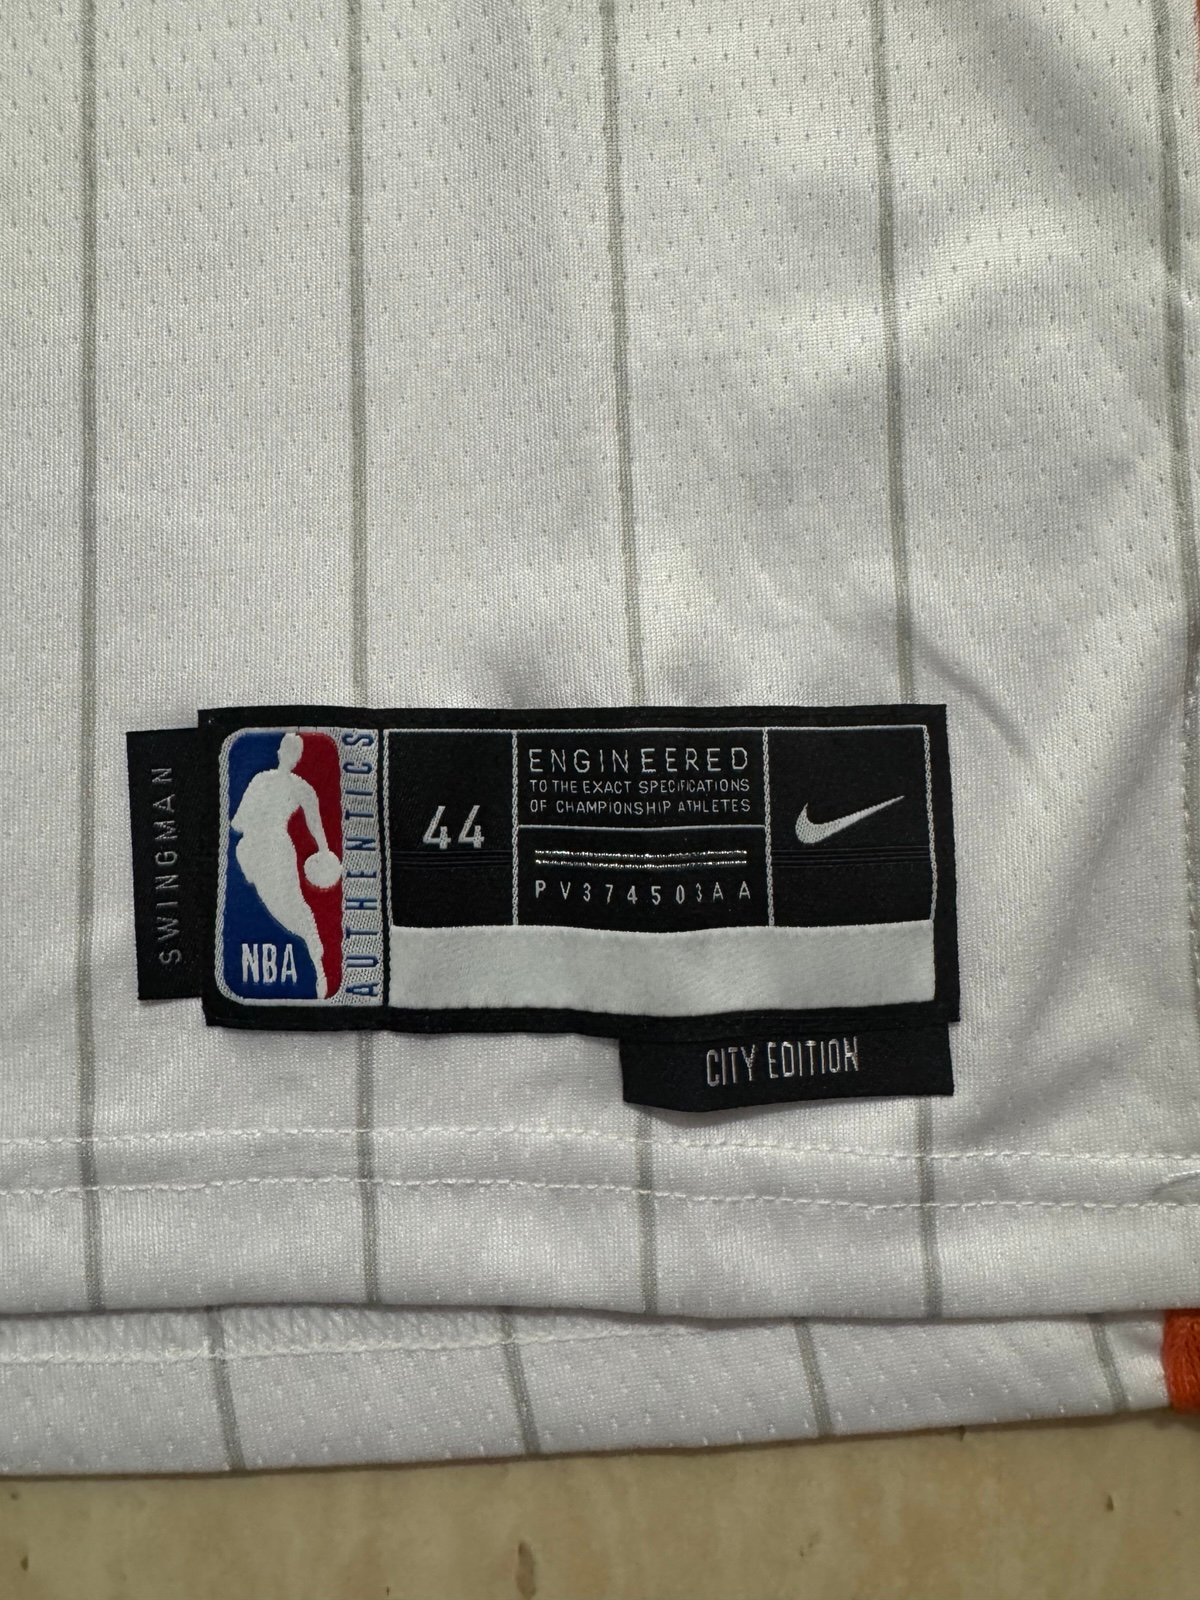 SWINGMAN
NBA
AUTHENTICS
44
ENGINEERED
TO THE EXACT SPECIFICATIONS
OF CHAMPIONSHIP ATHLETES
PV374503AA
CITY EDITION